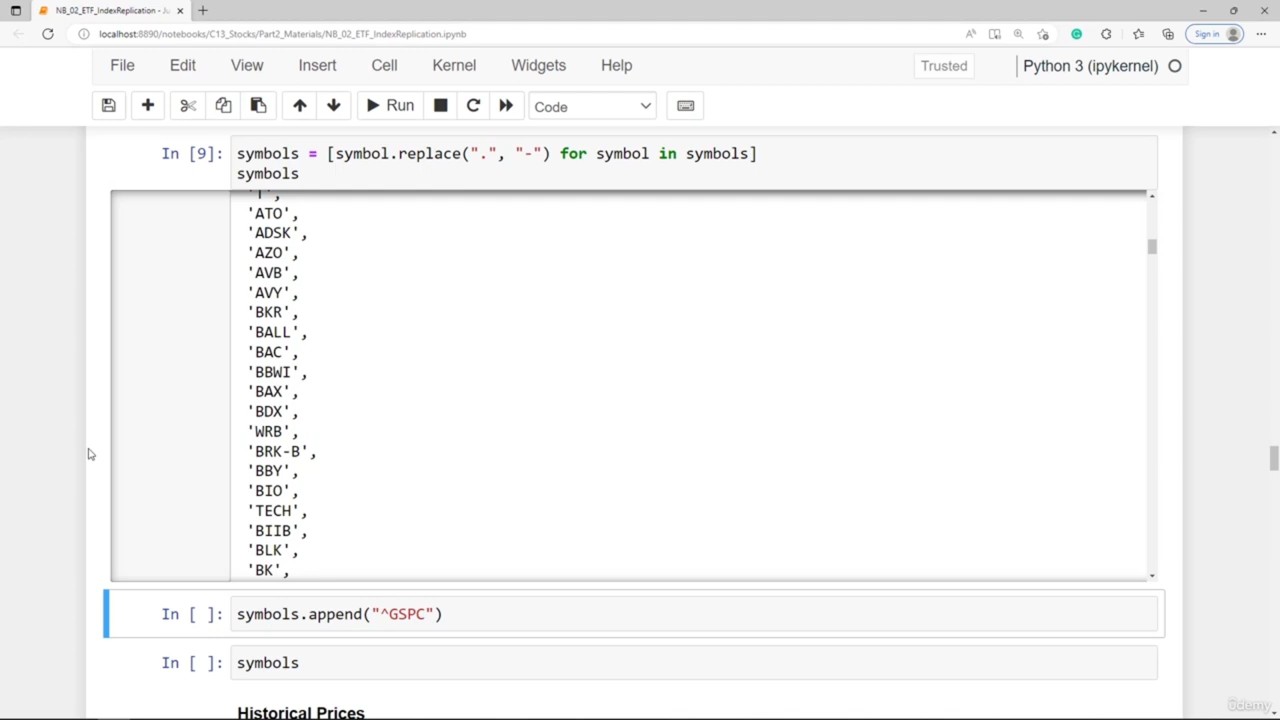 NB_02_ETF_IndexReplication - Ju
localhost:8890/notebooks/C13_Stocks/Part2_Materials/NB_02_ETF_IndexReplication.ipynb
Sign in
File Edit View Insert Cell Kernel Widgets Help Trusted Python 3 (ipykernel)
Run Code
In [9]: symbols = [symbol.replace(".", "-") for symbol in symbols]
symbols
'ATO',
'ADSK',
'AZO',
'AVB',
'AVY',
'BKR',
'BALL',
'BAC',
'BBWI',
'BAX',
'BDX',
'WRB',
'BRK-B',
'BBY',
'BIO',
'TECH',
'BIIB',
'BLK',
'BK',
In [ ]: symbols.append("^GSPC")
In [ ]: symbols
Historical Prices
ûdemy